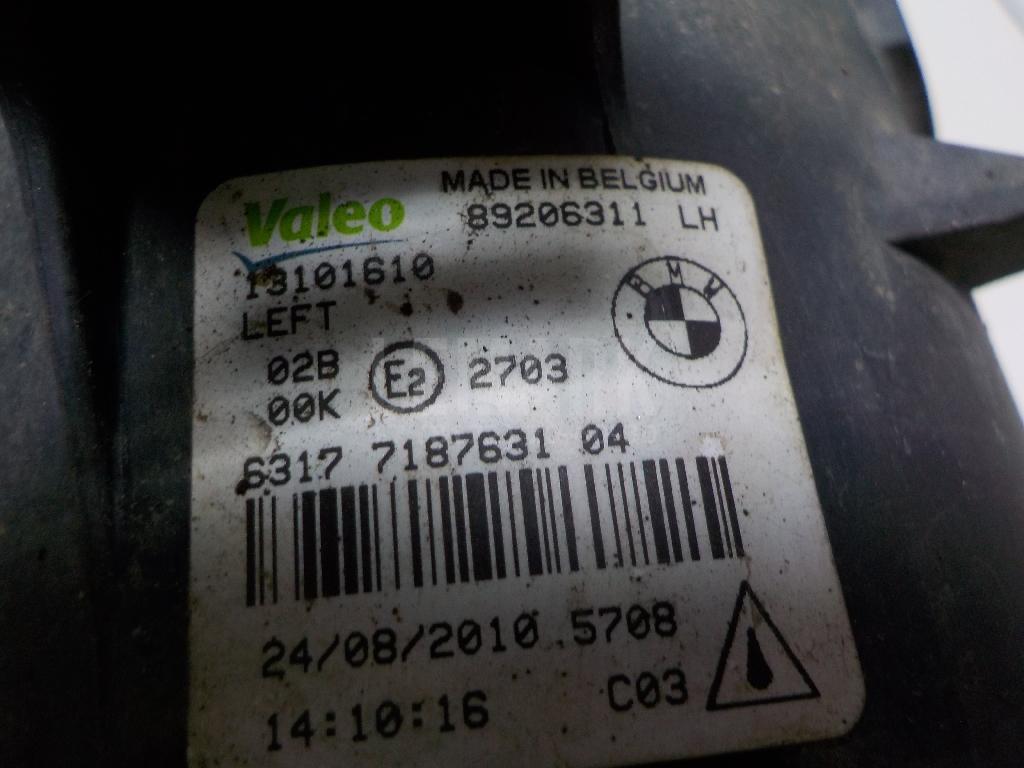 MADE IN BELGIUM
Valeo 89206311 LH
13101610
LEFT
BMW
02B E2 2703
00K
6317 7187631 04
24/08/2010 5708
14:10:16 C03